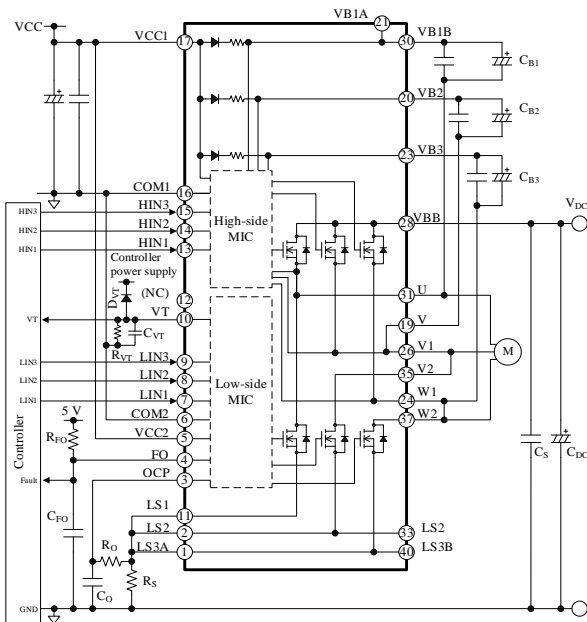 VCC
VCC1
17
VB1A
21
30
VB1B
CB1
20
VB2
CB2
23
VB3
CB3
COM1
16
HIN3
HIN3
15
HIN2
HIN2
14
HIN1
HIN1
13
High-side
MIC
28
VBB
VDC
Controller
power supply
DVT
(NC)
12
VT
VT
10
RVT
CVT
31
U
19
V
26
V1
35
V2
24
W1
37
W2
M
LIN3
LIN3
9
LIN2
LIN2
8
LIN1
LIN1
7
Low-side
MIC
COM2
6
5 V
VCC2
5
RFO
FO
4
Fault
OCP
3
Controller
CFO
LS1
11
LS2
2
33
LS2
LS3A
1
40
LS3B
RO
CO
RS
CS
CDC
GND